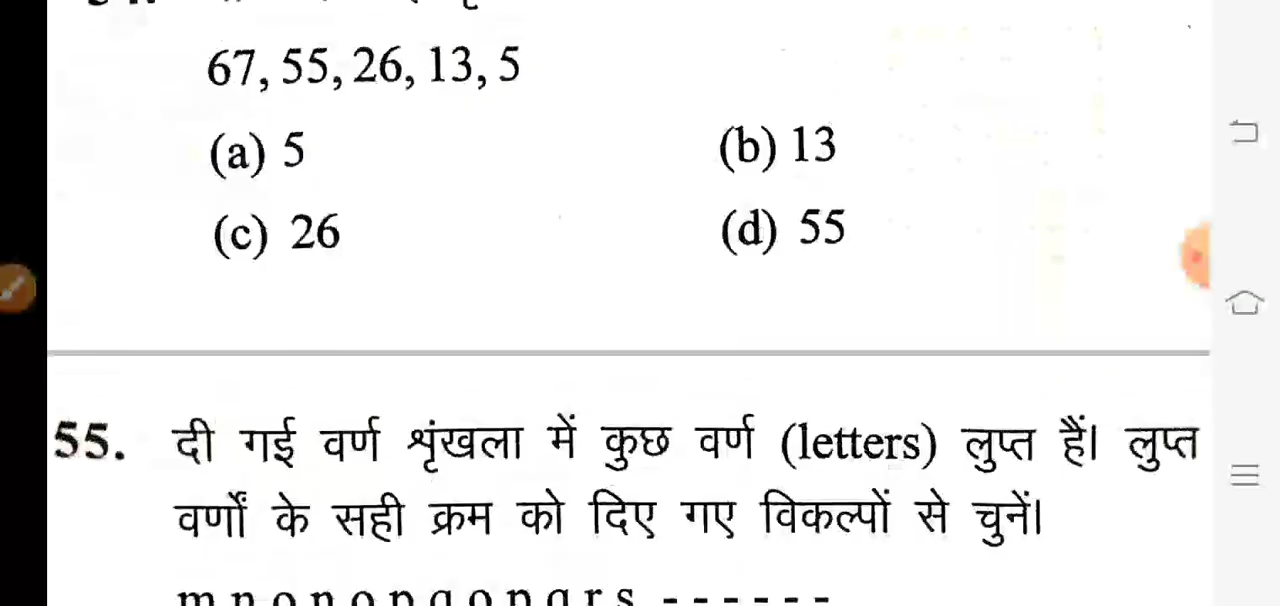 67, 55, 26, 13, 5
(a) 5
(b) 13
(c) 26
(d) 55
55. दी गई वर्ण शृंखला में कुछ वर्ण (letters) लुप्त हैं। लुप्त
वर्णों के सही क्रम को दिए गए विकल्पों से चुनें।
m n o n o p q o p q r s - - - - - -